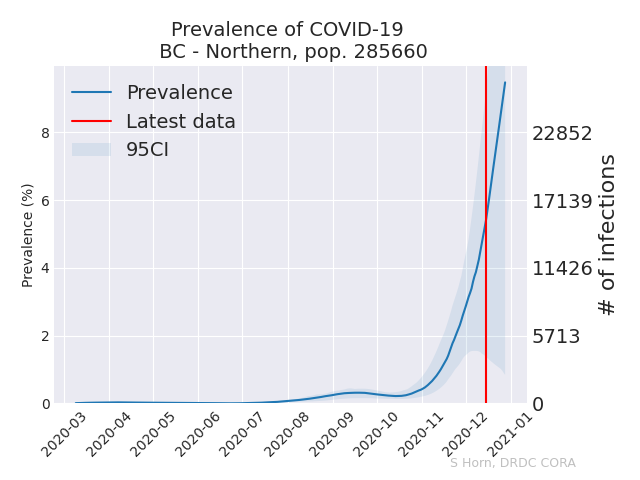 Prevalence of COVID-19
BC - Northern, pop. 285660
Prevalence
Latest data
95CI
Prevalence (%)
8
6
4
2
0
22852
17139
11426
5713
0
# of infections
2020-03
2020-04
2020-05
2020-06
2020-07
2020-08
2020-09
2020-10
2020-11
2020-12
2021-01
S Horn, DRDC CORA